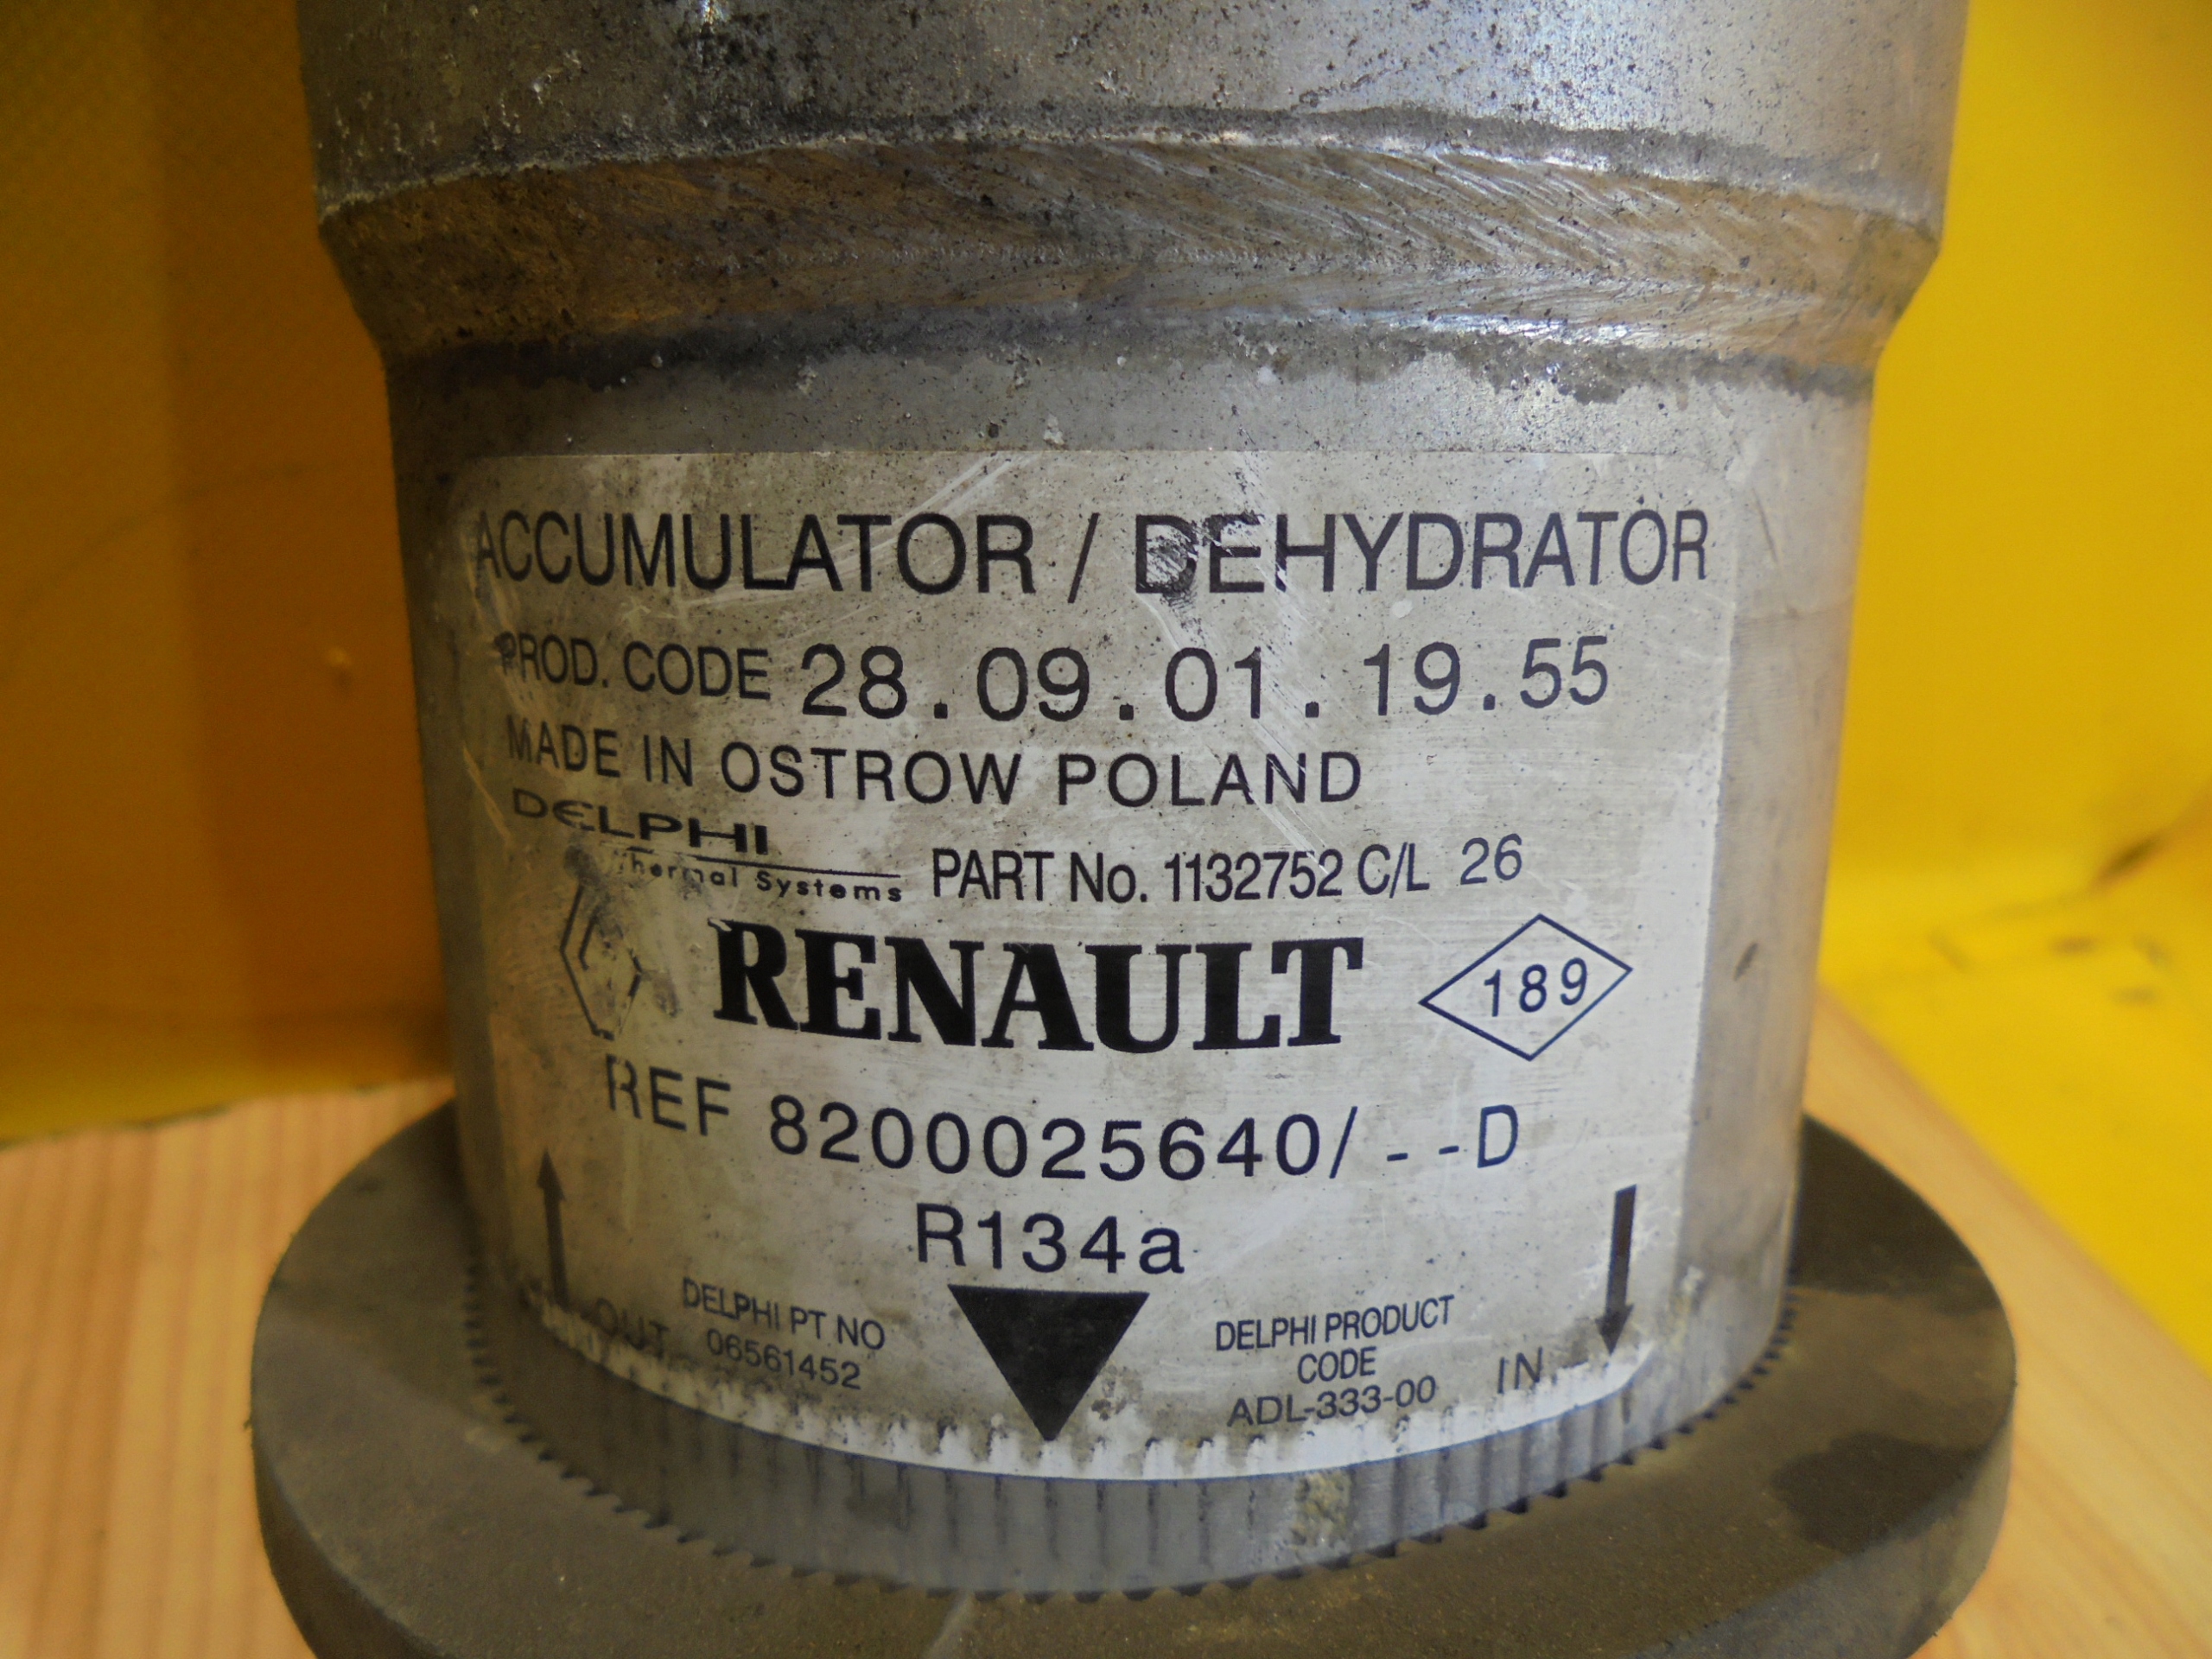 ACCUMULATOR / DEHYDRATOR
PROD. CODE 28.09.01.19.55
MADE IN OSTROW POLAND
DELPHI
Thermal Systems PART No. 1132752 C/L 26
RENAULT 189
REF 8200025640/--D
R134a
OUT
DELPHI PT NO
06561452
DELPHI PRODUCT
CODE
ADL-333-00
IN